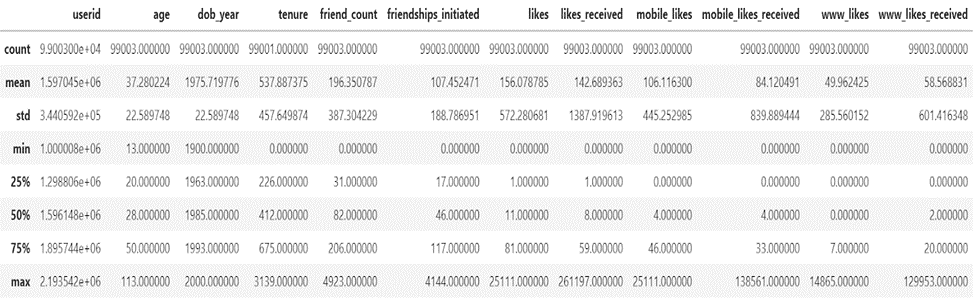 userid age dob_year tenure friend_count friendships_initiated likes likes_received mobile_likes mobile_likes_received www_likes www_likes_received
count 9.900300e+04 99003.000000 99003.000000 99001.000000 99003.000000 99003.000000 99003.000000 99003.000000 99003.000000 99003.000000 99003.000000 99003.000000
mean 1.597045e+06 37.280224 1975.719776 537.887375 196.350787 107.452471 156.078785 142.689363 106.116300 84.120491 49.962425 58.568831
std 3.440592e+05 22.589748 22.589748 457.649874 387.304229 188.786951 572.280681 1387.919613 445.252985 839.889444 285.560152 601.416348
min 1.000008e+06 13.000000 1900.000000 0.000000 0.000000 0.000000 0.000000 0.000000 0.000000 0.000000 0.000000 0.000000
25% 1.298806e+06 20.000000 1963.000000 226.000000 31.000000 17.000000 1.000000 1.000000 0.000000 0.000000 0.000000 0.000000
50% 1.596148e+06 28.000000 1985.000000 412.000000 82.000000 46.000000 11.000000 8.000000 4.000000 4.000000 0.000000 2.000000
75% 1.895744e+06 50.000000 1993.000000 675.000000 206.000000 117.000000 81.000000 59.000000 46.000000 33.000000 7.000000 20.000000
max 2.193542e+06 113.000000 2000.000000 3139.000000 4923.000000 4144.000000 25111.000000 261197.000000 25111.000000 138561.000000 14865.000000 129953.000000